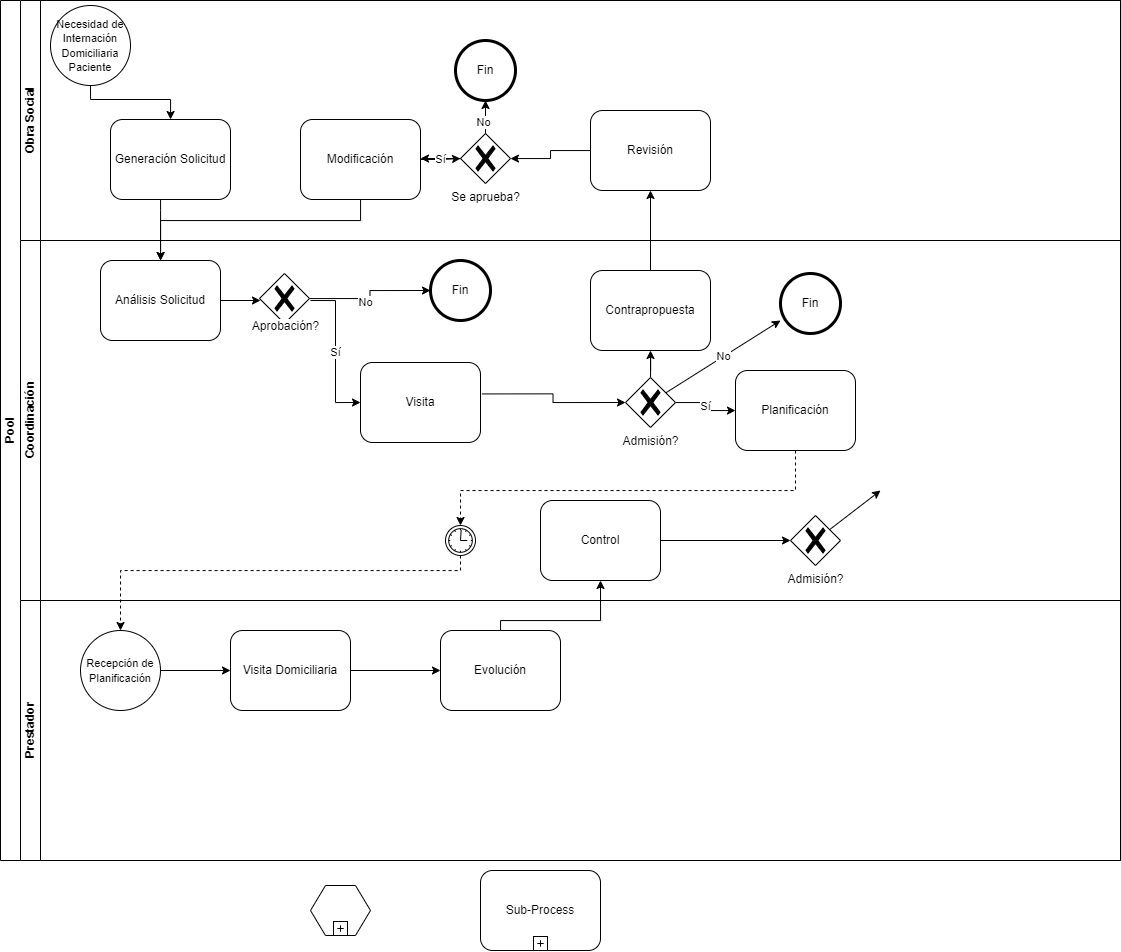 Pool
Obra Social
Necesidad de
Internación
Domiciliaria
Paciente
Fin
No
Generación Solicitud
Modificación
Sí
Se aprueba?
Revisión
Coordinación
Análisis Solicitud
Aprobación?
No
Fin
Sí
Visita
Contrapropuesta
Fin
No
Admisión?
Sí
Planificación
Control
Admisión?
Prestador
Recepción de
Planificación
Visita Domiciliaria
Evolución
Sub-Process